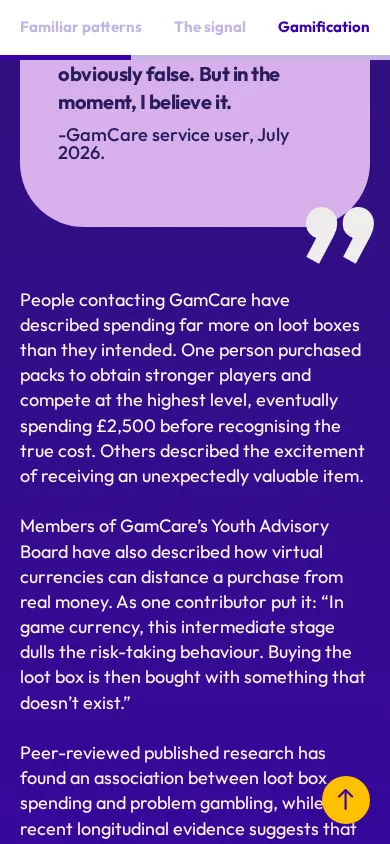 Familiar patterns The signal Gamification
obviously false. But in the
moment, I believe it.
-GamCare service user, July
2026.
”
People contacting GamCare have
described spending far more on loot boxes
than they intended. One person purchased
packs to obtain stronger players and
compete at the highest level, eventually
spending £2,500 before recognising the
true cost. Others described the excitement
of receiving an unexpectedly valuable item.
Members of GamCare’s Youth Advisory
Board have also described how virtual
currencies can distance a purchase from
real money. As one contributor put it: “In
game currency, this intermediate stage
dulls the risk-taking behaviour. Buying the
loot box is then bought with something that
doesn’t exist.”
Peer-reviewed published research has
found an association between loot box
spending and problem gambling, while
recent longitudinal evidence suggests that